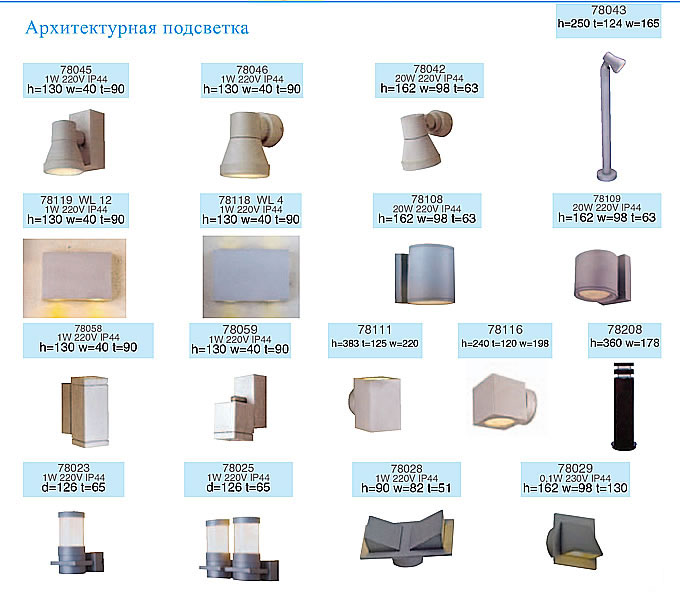 78043
h=250 t=124 w=165
Архитектурная подсветка
78045
1W 220V IP44
h=130 w=40 t=90
78046
1W 220V IP44
h=130 w=40 t=90
78042
20W 220V IP44
h=162 w=98 t=63
78119 WL 12
1W 220V IP44
h=130 w=40 t=90
78118 WL 4
1W 220V IP44
h=130 w=40 t=90
78108
20W 220V IP44
h=162 w=98 t=63
78109
20W 220V IP44
h=162 w=98 t=63
78058
1W 220V IP44
h=130 w=40 t=90
78059
1W 220V IP44
h=130 w=40 t=90
78111
h=383 t=125 w=220
78116
h=240 t=120 w=198
78208
h=360 w=178
78023
1W 220V IP44
d=126 t=65
78025
1W 220V IP44
d=126 t=65
78028
1W 220V IP44
h=90 w=82 t=51
78029
0,1W 230V IP44
h=162 w=98 t=130